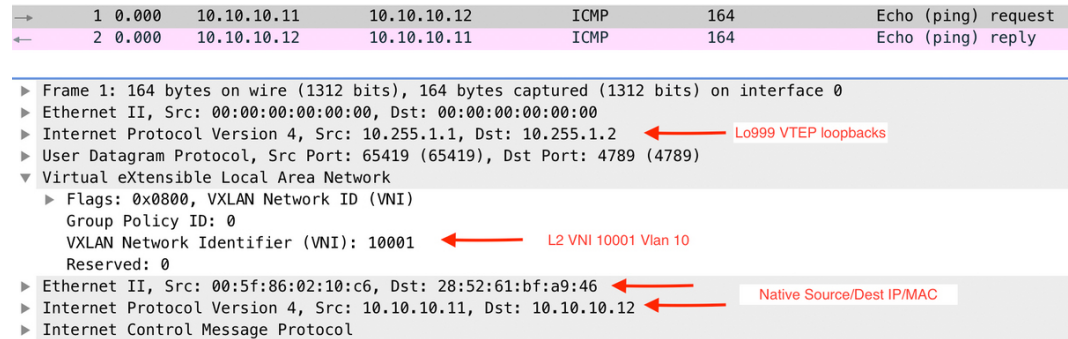 1 0.000 10.10.10.11 10.10.10.12 ICMP 164 Echo (ping) request
2 0.000 10.10.10.12 10.10.10.11 ICMP 164 Echo (ping) reply
Frame 1: 164 bytes on wire (1312 bits), 164 bytes captured (1312 bits) on interface 0
Ethernet II, Src: 00:00:00:00:00:00, Dst: 00:00:00:00:00:00
Internet Protocol Version 4, Src: 10.255.1.1, Dst: 10.255.1.2 Lo999 VTEP loopbacks
User Datagram Protocol, Src Port: 65419 (65419), Dst Port: 4789 (4789)
Virtual eXtensible Local Area Network
Flags: 0x0800, VXLAN Network ID (VNI)
Group Policy ID: 0
VXLAN Network Identifier (VNI): 10001 L2 VNI 10001 Vlan 10
Reserved: 0
Ethernet II, Src: 00:5f:86:02:10:c6, Dst: 28:52:61:bf:a9:46
Native Source/Dest IP/MAC
Internet Protocol Version 4, Src: 10.10.10.11, Dst: 10.10.10.12
Internet Control Message Protocol